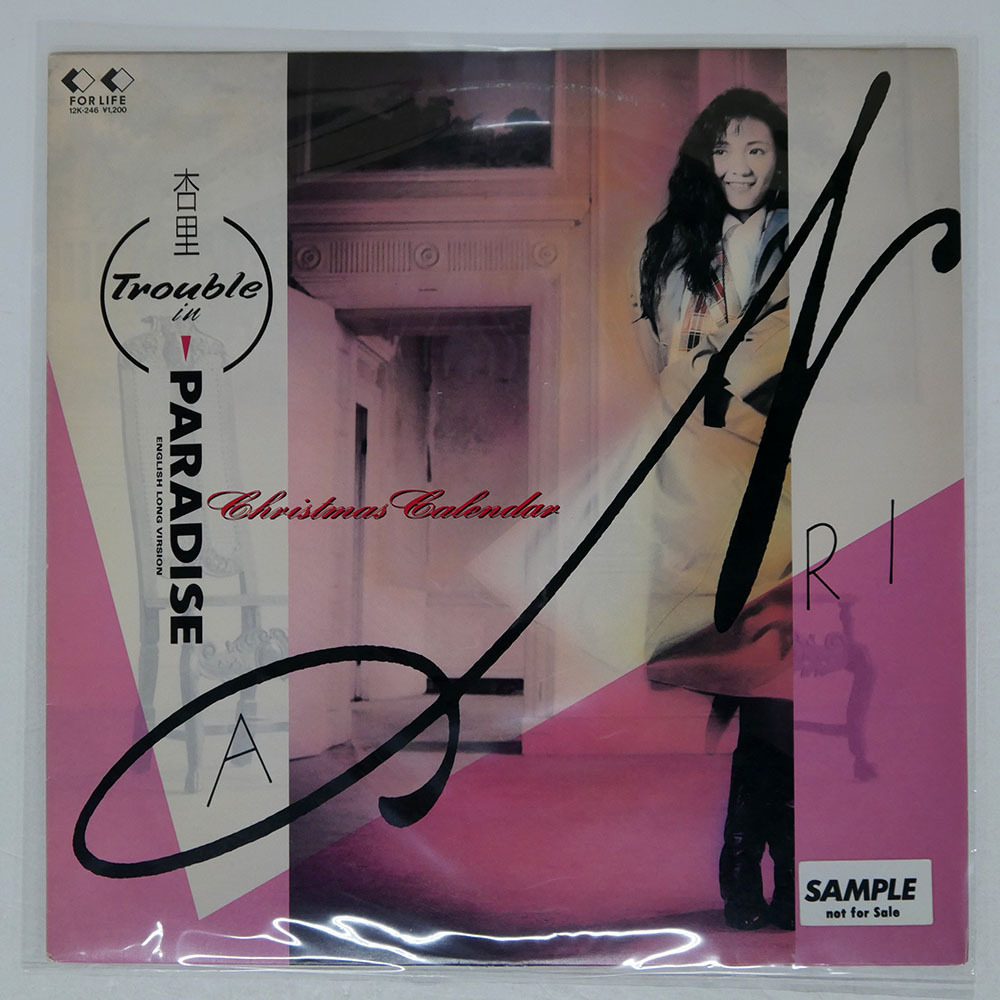 FOR LIFE
12K-246 ¥1,200
杏里
Trouble
in
PARADISE
ENGLISH LONG VIRSION
Christmas Calendar
A
N
R
I
SAMPLE
not for Sale